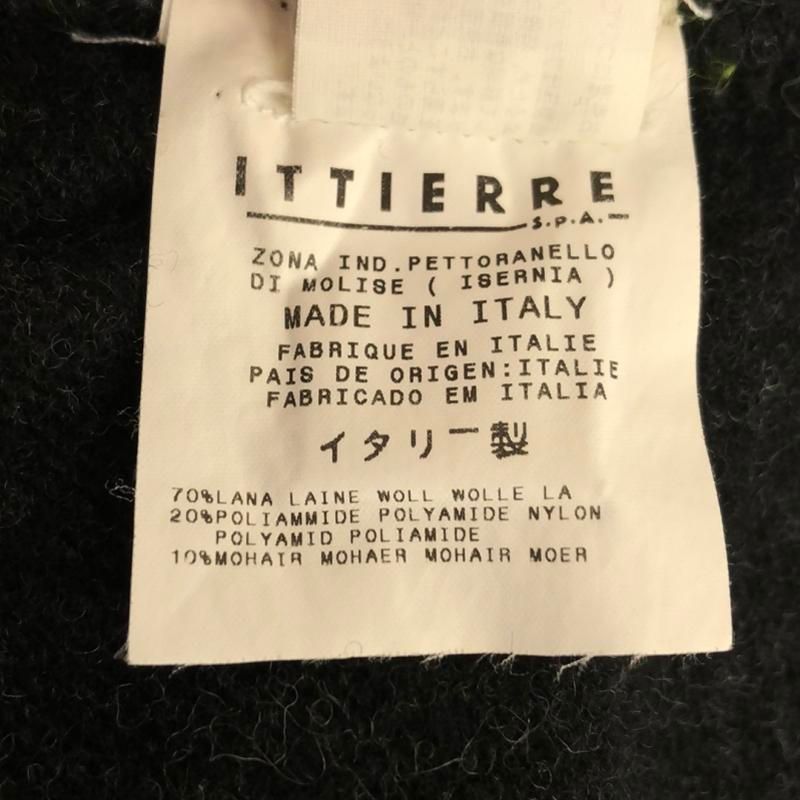 ITTIERRE
S.P.A.
ZONA IND.PETTORANELLO
DI MOLISE ( ISERNIA )
MADE IN ITALY
FABRIQUE EN ITALIE
PAIS DE ORIGEN:ITALIE
FABRICADO EM ITALIA
イタリー製
70%LANA LAINE WOLL WOLLE LA
20%POLIAMMIDE POLYAMIDE NYLON
POLYAMID POLIAMIDE
10%MOHAIR MOHAER MOHAIR MOER